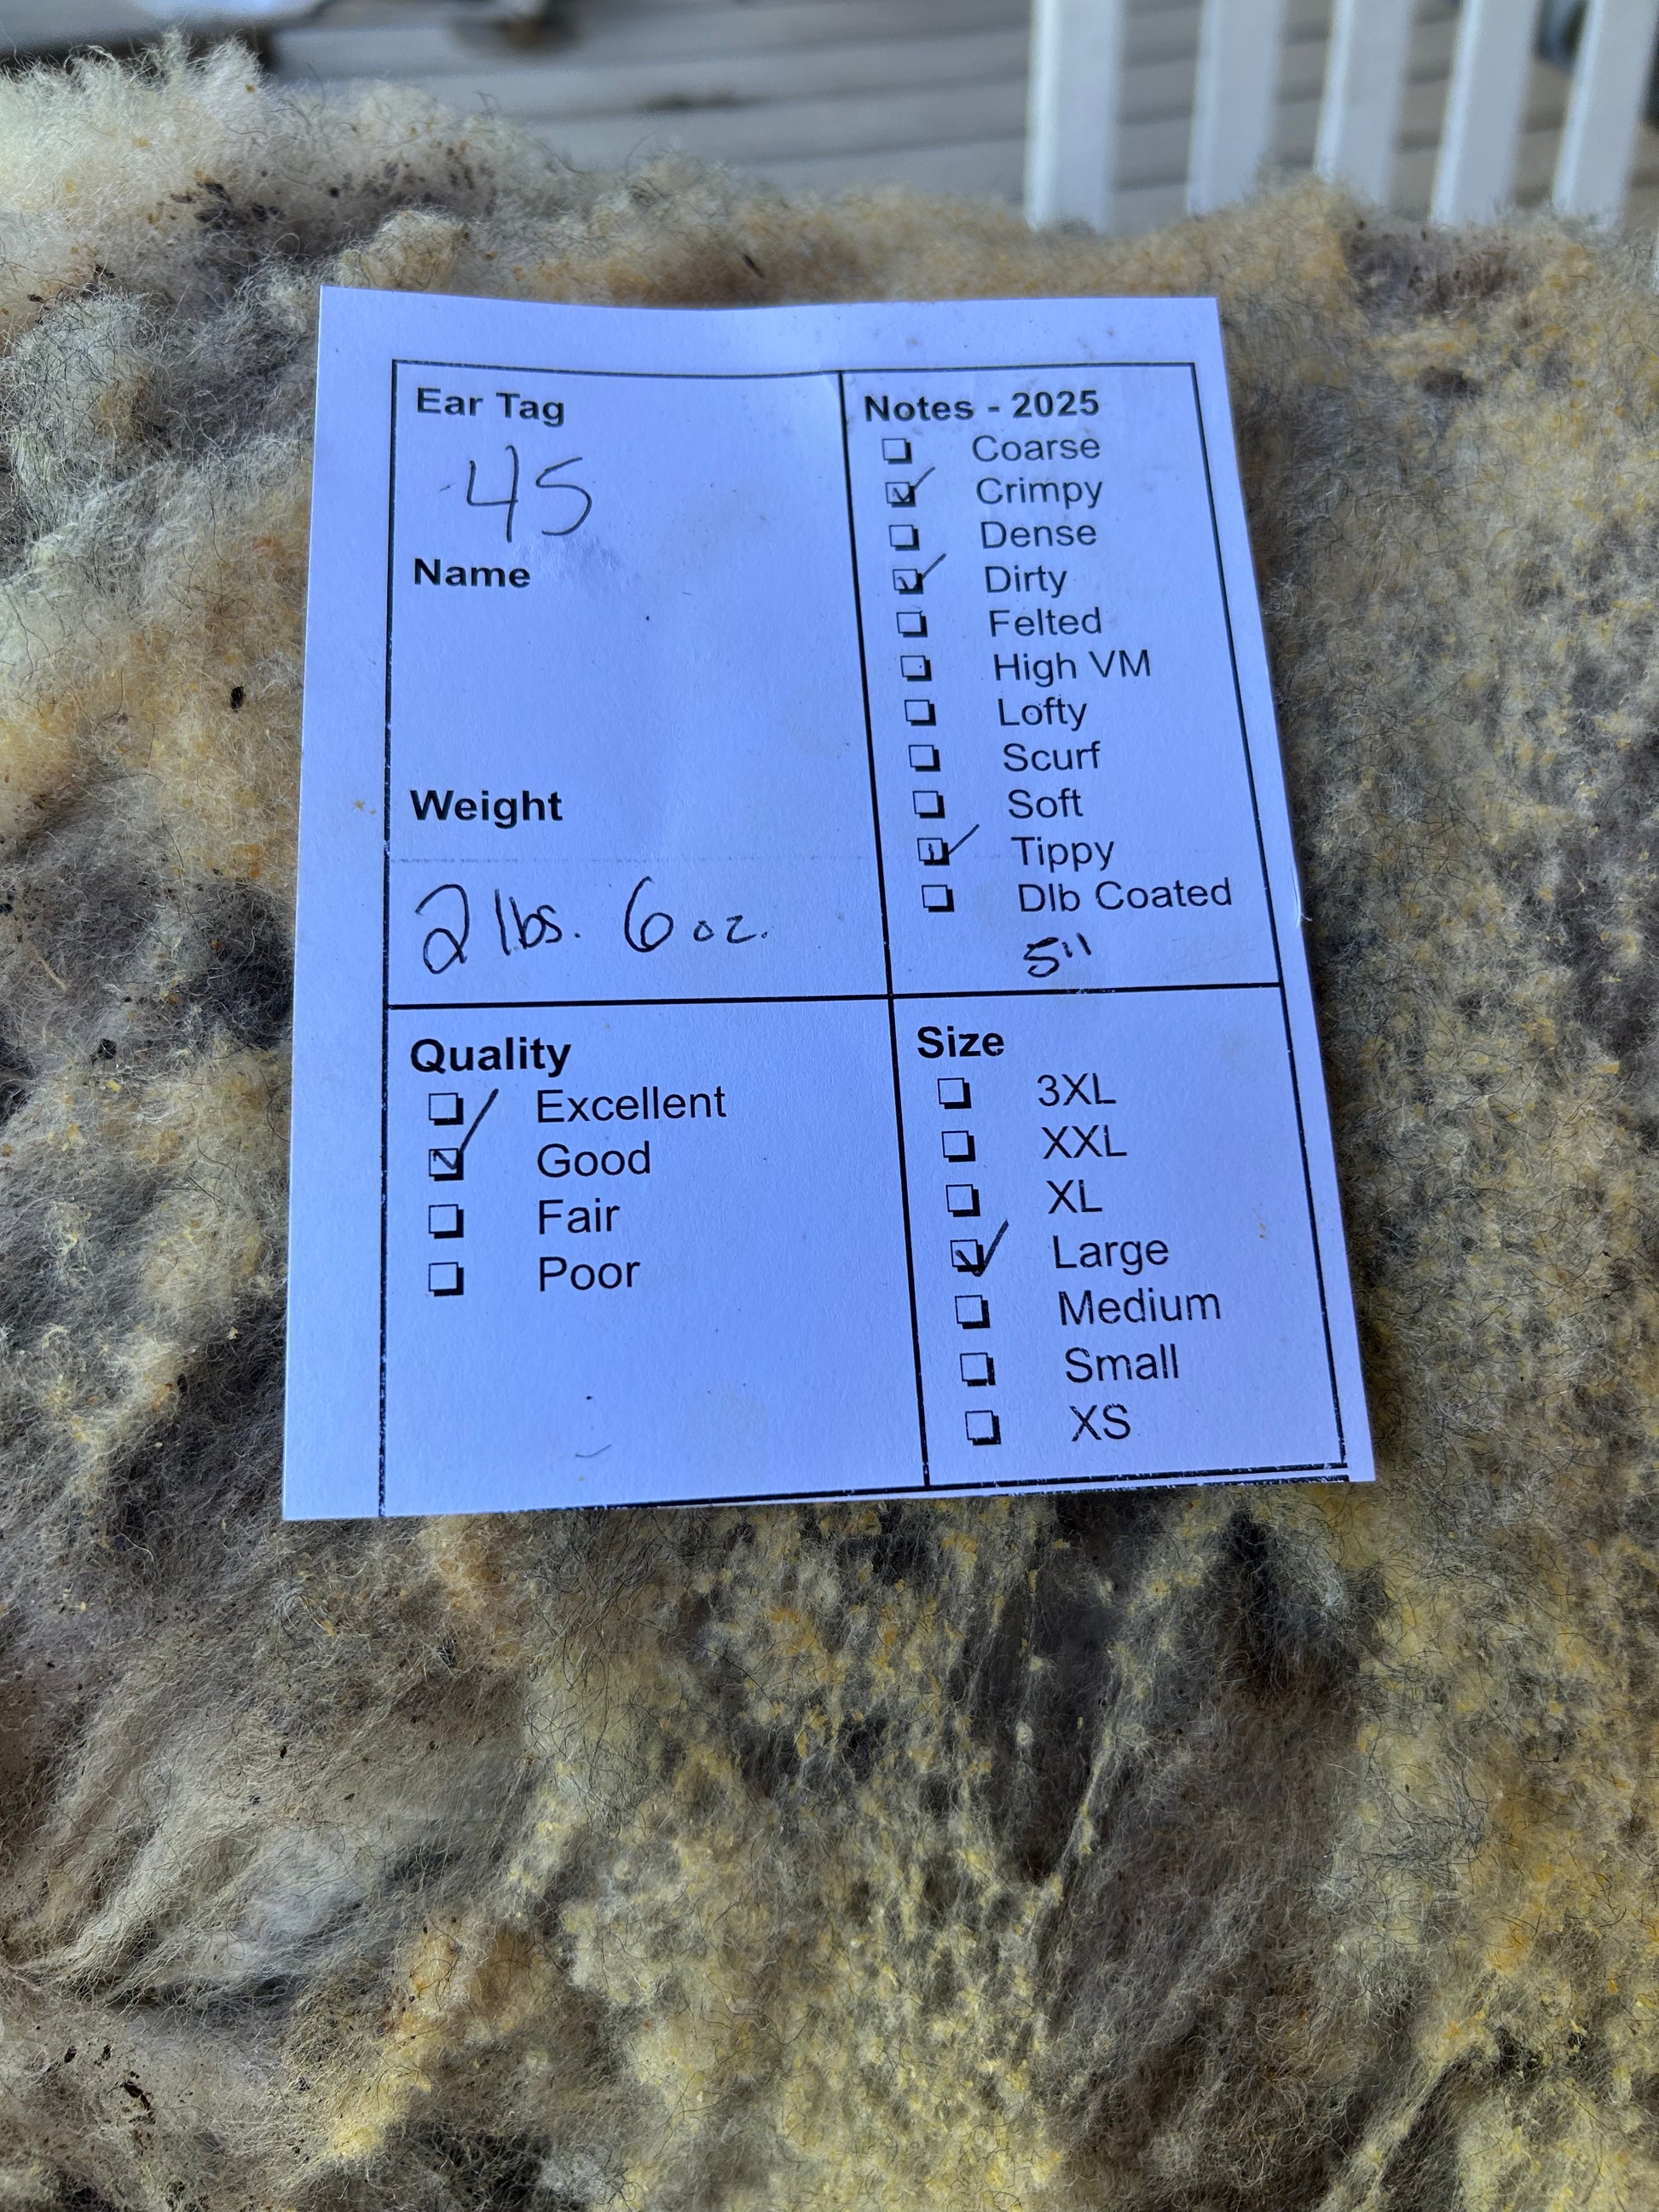 Ear Tag
45
Name
Weight
2 lbs. 6 oz.
Notes - 2025
Coarse
Crimpy
Dense
Dirty
Felted
High VM
Lofty
Scurf
Soft
Tippy
Dlb Coated
5"
Quality
Excellent
Good
Fair
Poor
Size
3XL
XXL
XL
Large
Medium
Small
XS